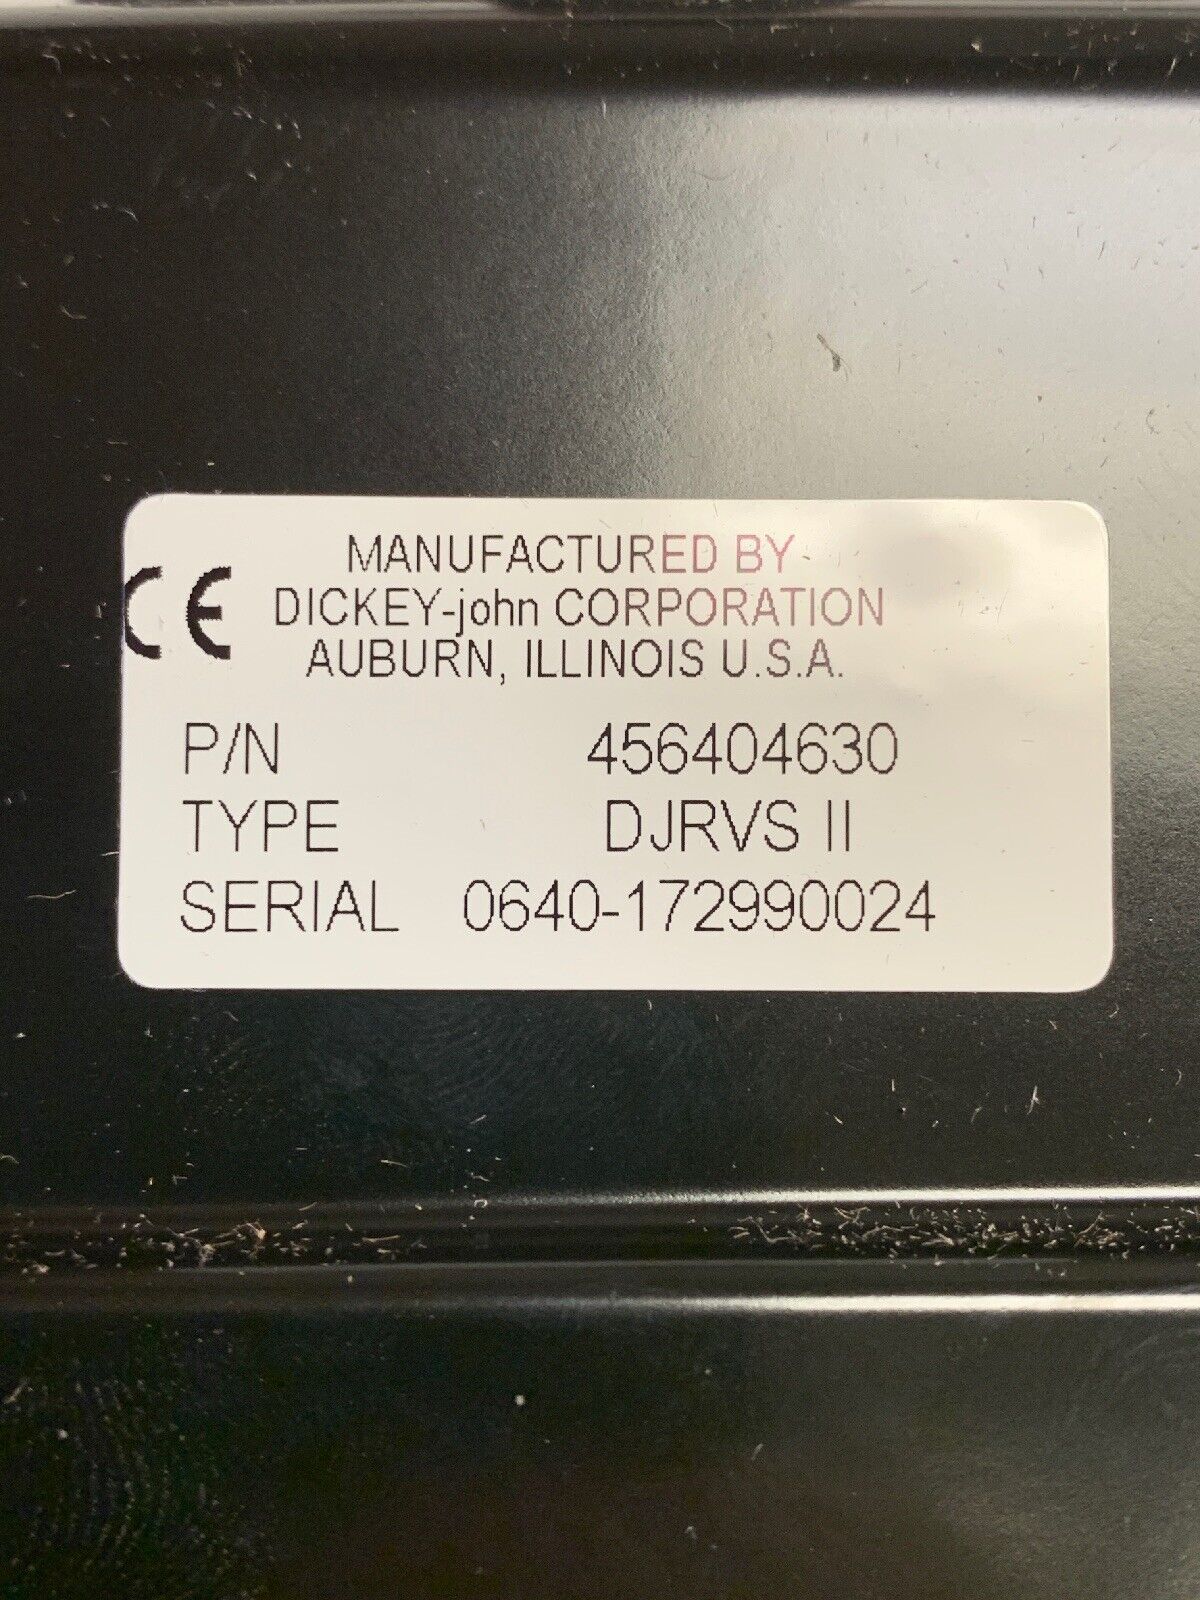 CE
MANUFACTURED BY
DICKEY-john CORPORATION
AUBURN, ILLINOIS U.S.A.
P/N 456404630
TYPE DJRVS II
SERIAL 0640-172990024